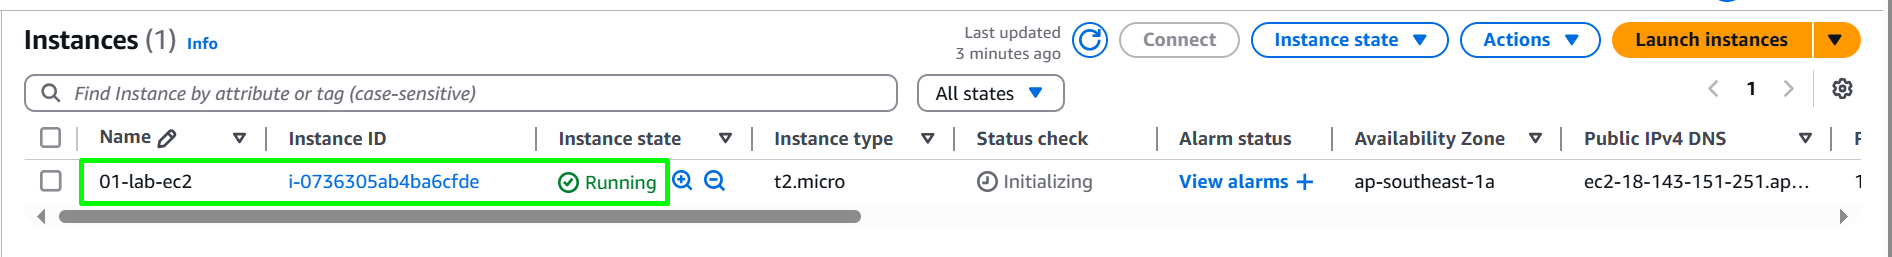 Instances (1) Info
Last updated
3 minutes ago
Connect
Instance state
Actions
Launch instances
Find Instance by attribute or tag (case-sensitive)
All states
1
Name Instance ID Instance state Instance type Status check Alarm status Availability Zone Public IPv4 DNS
01-lab-ec2 i-0736305ab4ba6cfde Running t2.micro Initializing View alarms + ap-southeast-1a ec2-18-143-151-251.ap... 1